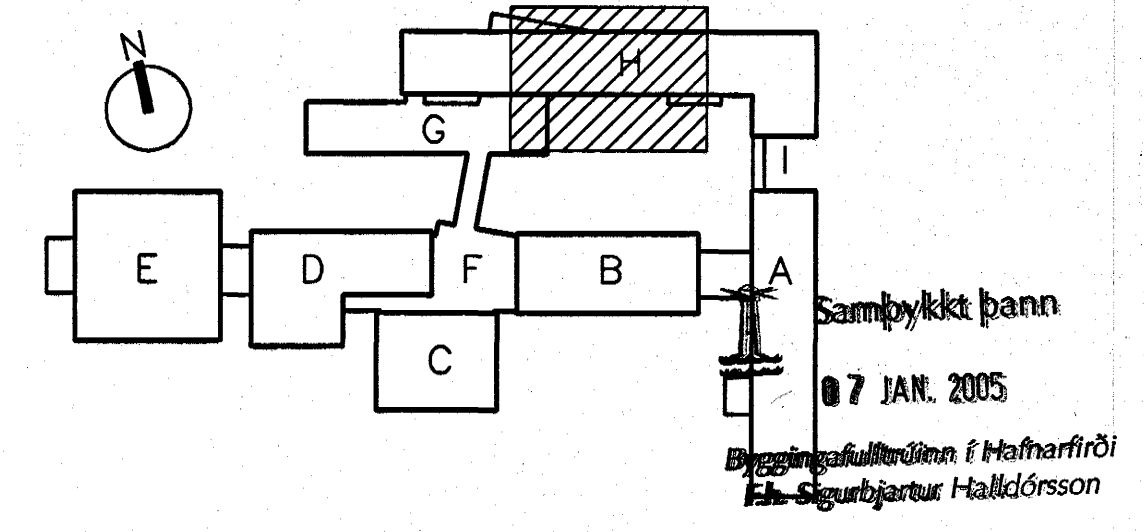 N
H
G
I
E
D
F
B
A
C
Samþykkt þann
07 JAN. 2005
Byggingafulltrúinn í Hafnarfirði
F.h. Sigurbjartur Halldórsson